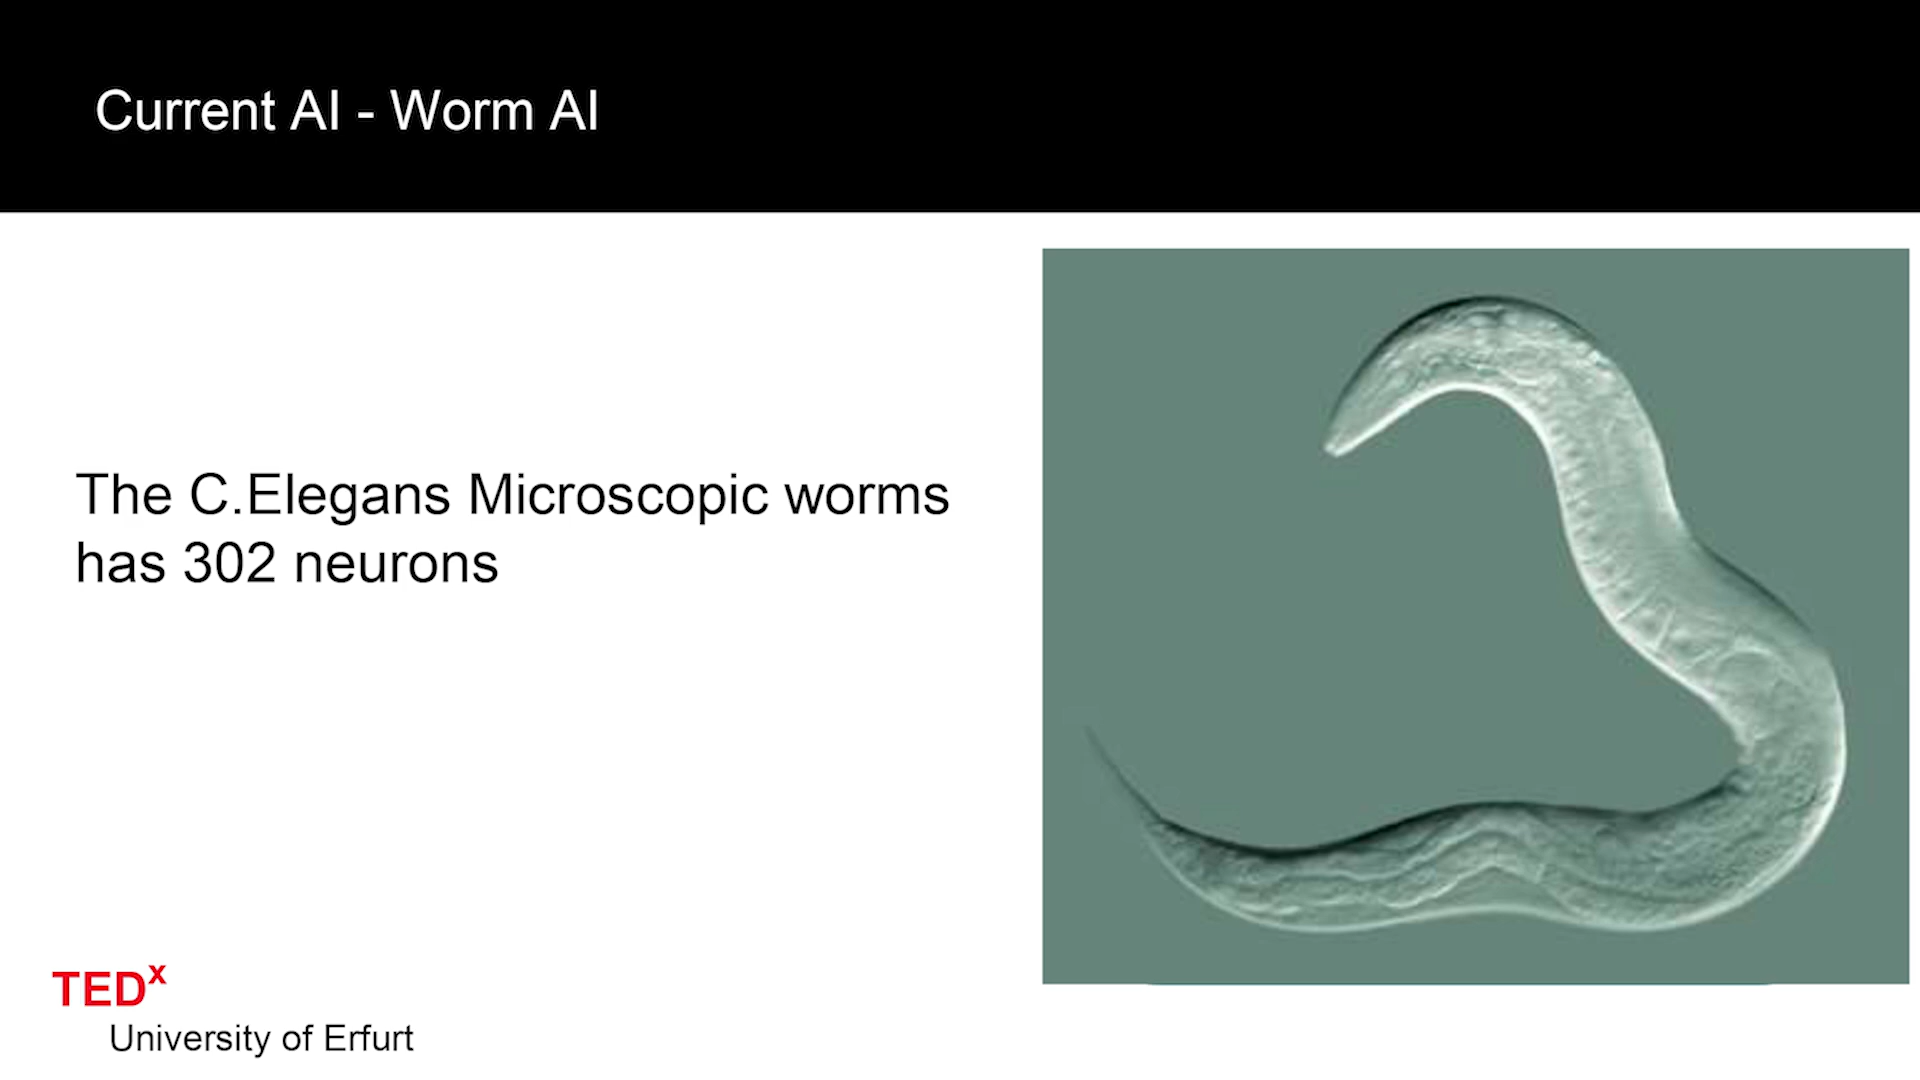 Current AI - Worm AI
The C.Elegans Microscopic worms
has 302 neurons
TEDx
University of Erfurt